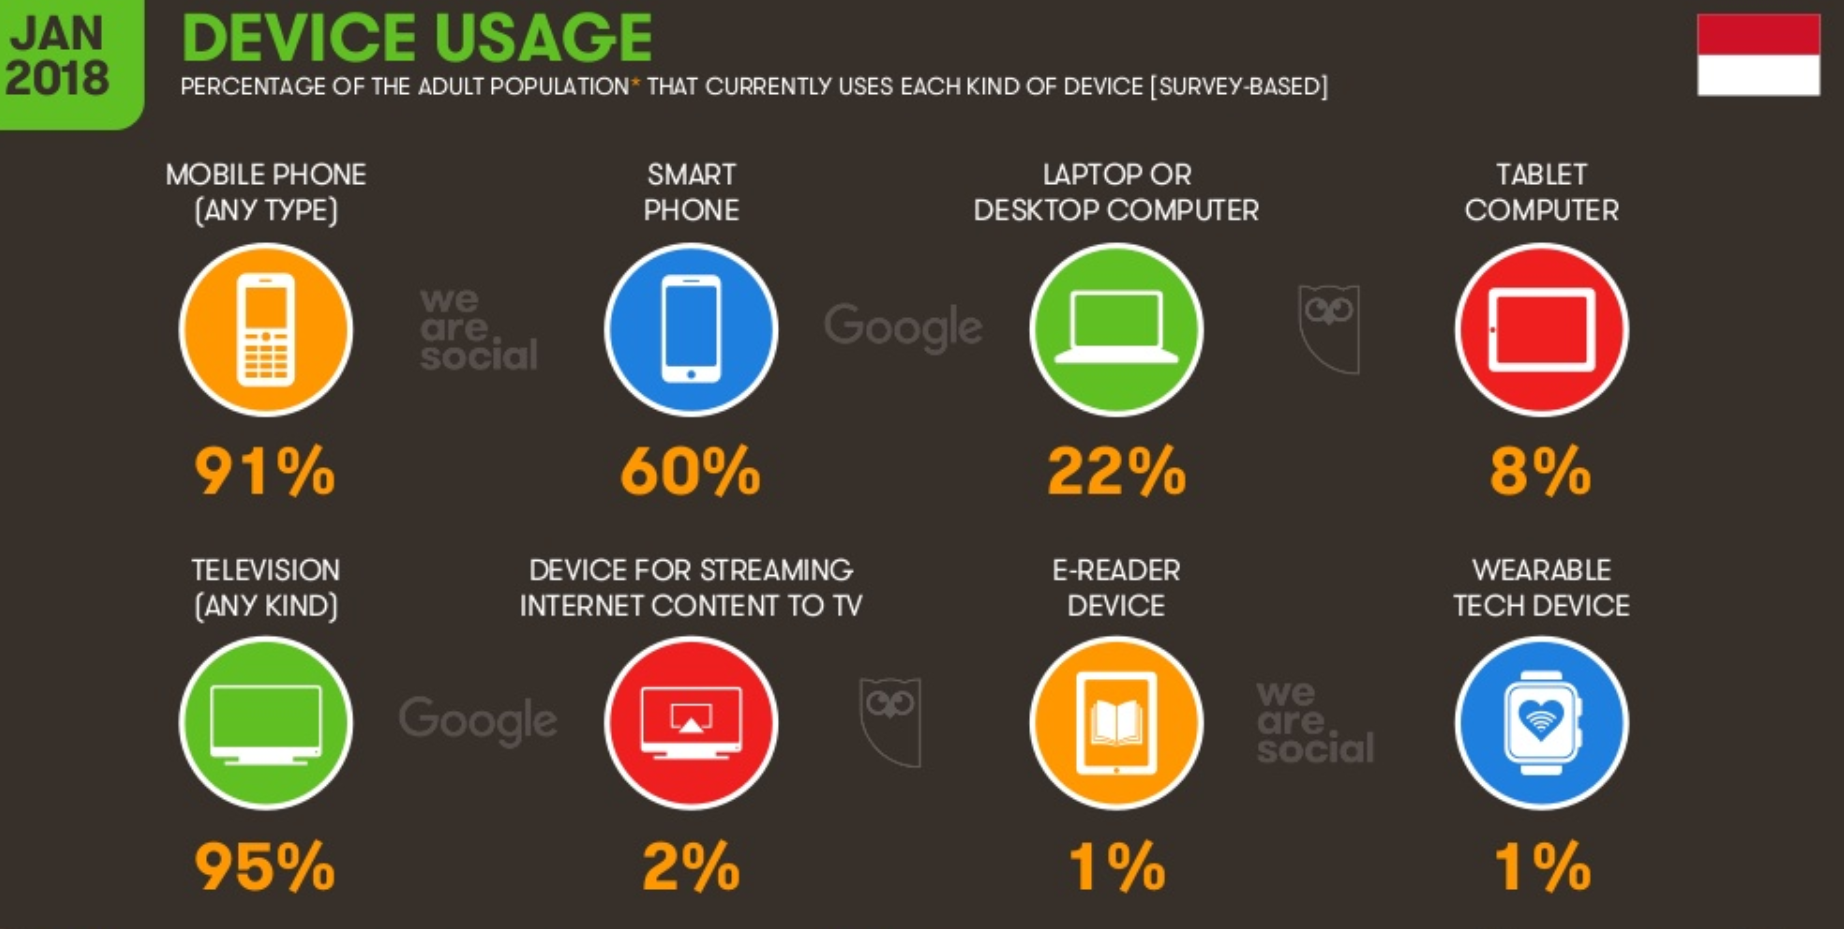 JAN
2018
DEVICE USAGE
PERCENTAGE OF THE ADULT POPULATION* THAT CURRENTLY USES EACH KIND OF DEVICE [SURVEY-BASED]
MOBILE PHONE
(ANY TYPE)
SMART
PHONE
LAPTOP OR
DESKTOP COMPUTER
TABLET
COMPUTER
we
are
social
Google
91%
60%
22%
8%
TELEVISION
(ANY KIND)
DEVICE FOR STREAMING
INTERNET CONTENT TO TV
E-READER
DEVICE
WEARABLE
TECH DEVICE
Google
we
are
social
95%
2%
1%
1%